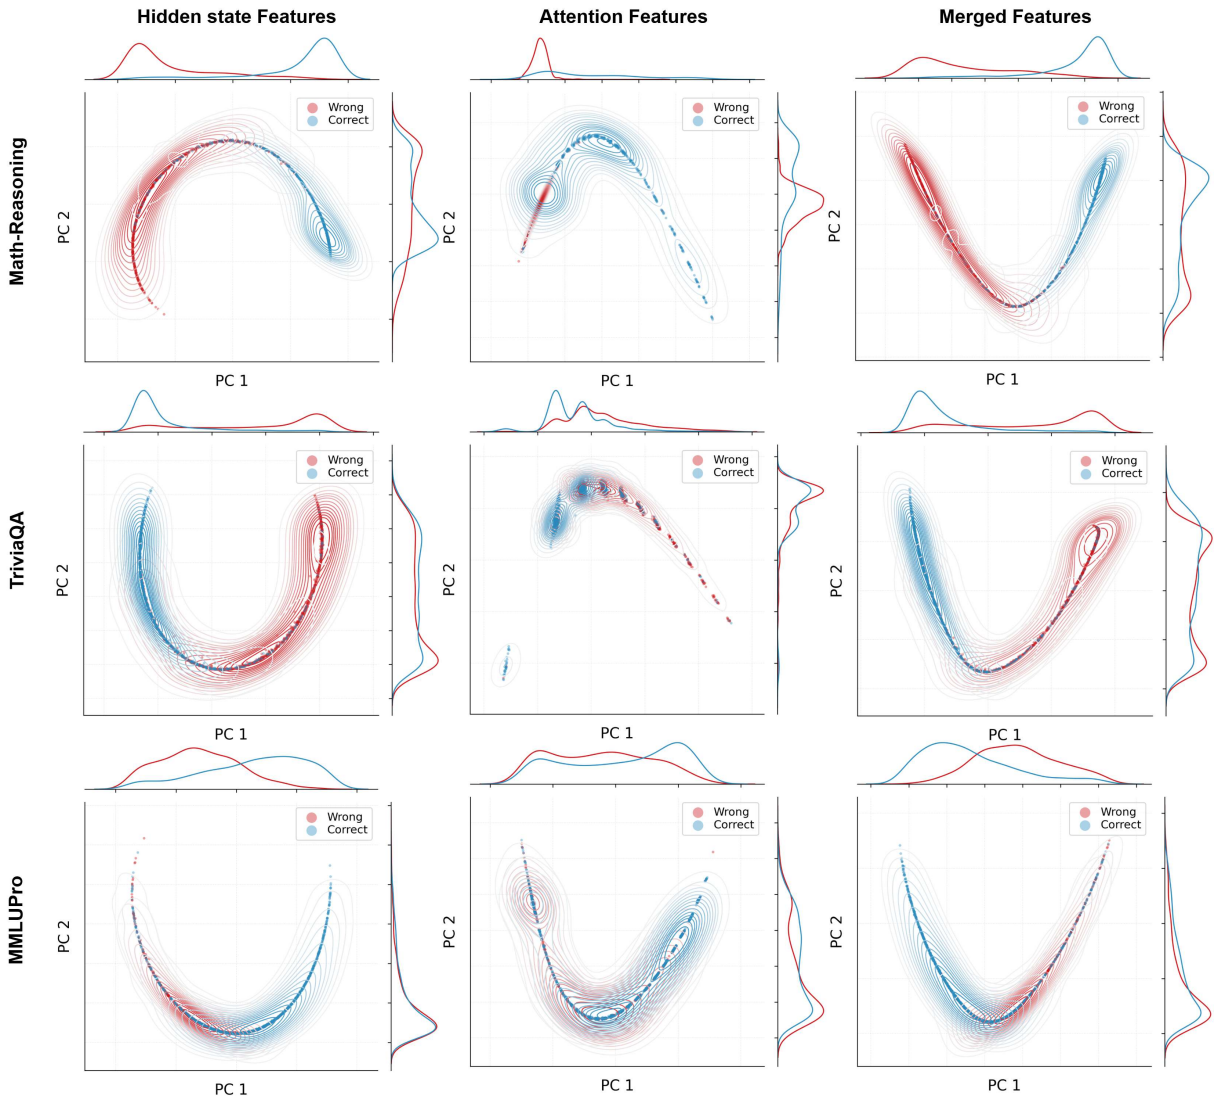 Hidden state Features
Attention Features
Merged Features
Math-Reasoning
Wrong
Correct
PC 2
PC 1
Wrong
Correct
PC 2
PC 1
Wrong
Correct
PC 2
PC 1
TriviaQA
Wrong
Correct
PC 2
PC 1
Wrong
Correct
PC 2
PC 1
Wrong
Correct
PC 2
PC 1
MMLUPro
Wrong
Correct
PC 2
PC 1
Wrong
Correct
PC 2
PC 1
Wrong
Correct
PC 2
PC 1